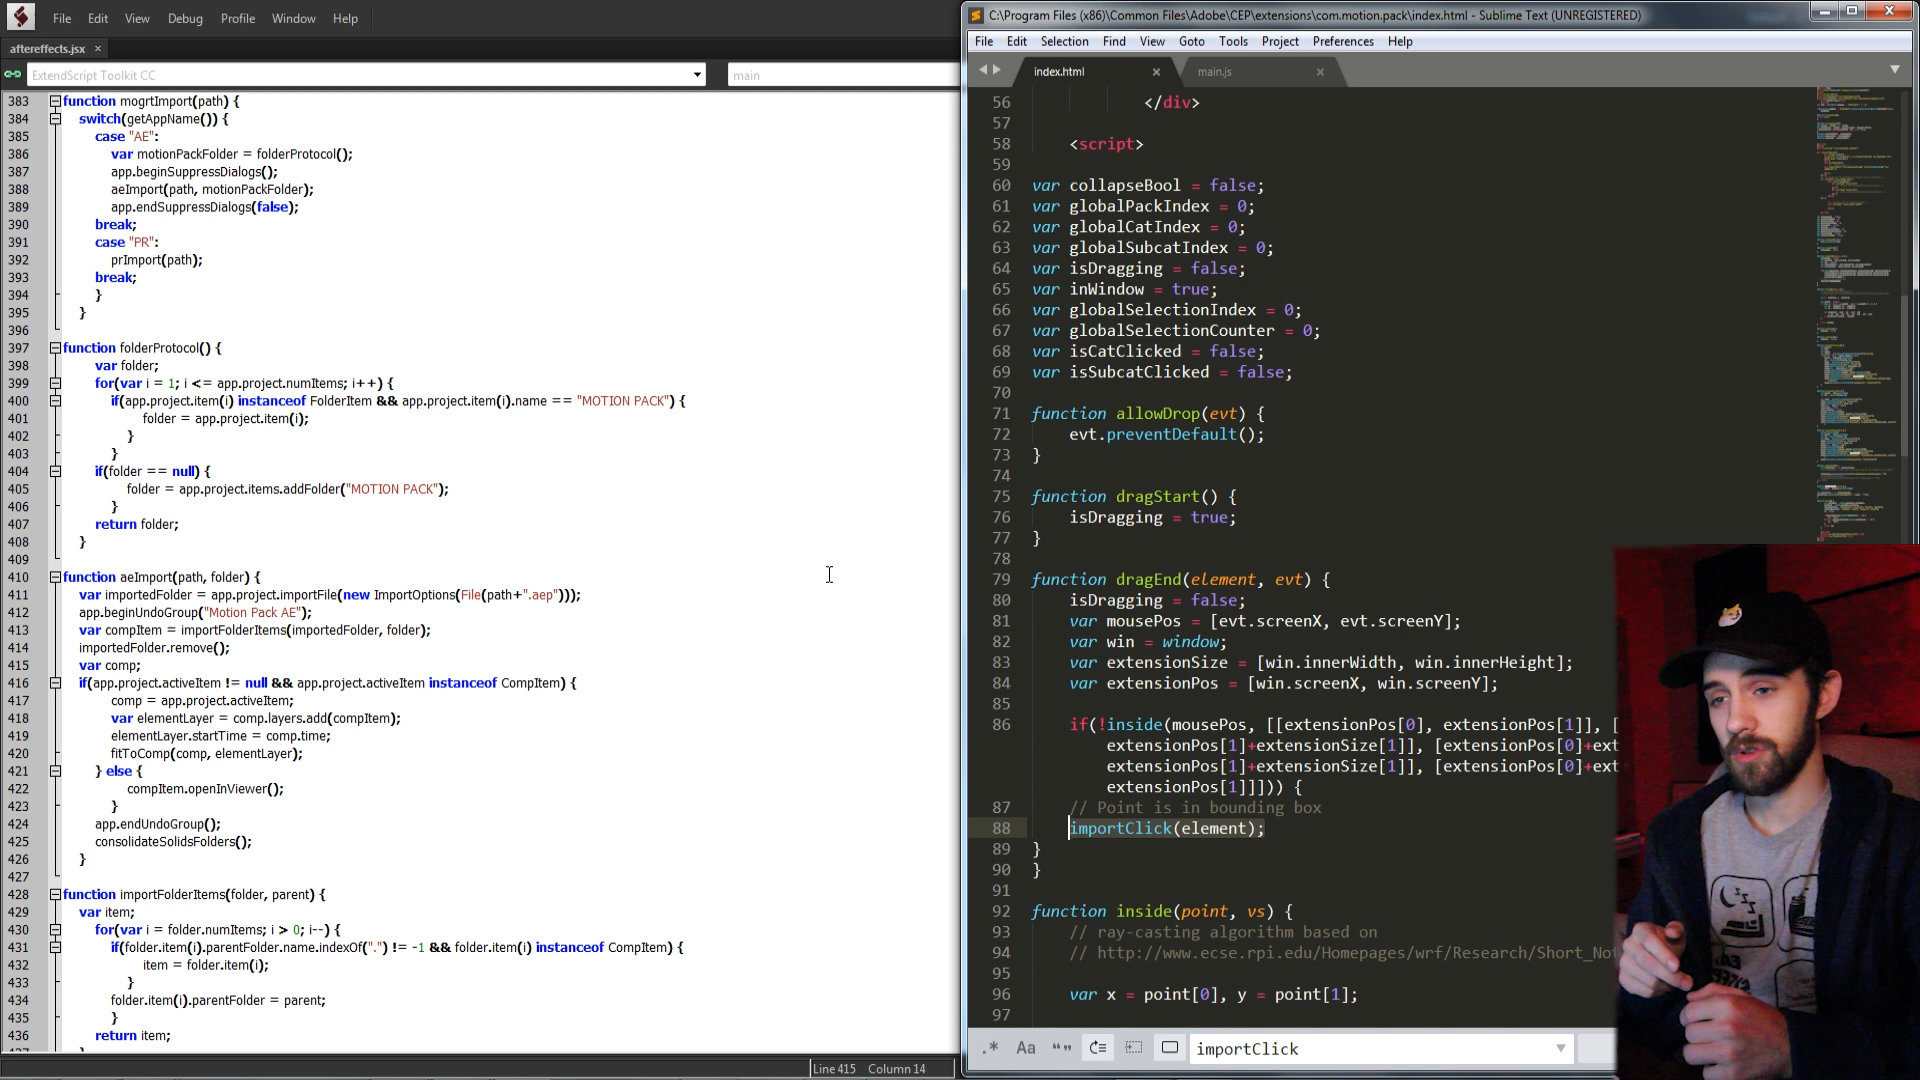 File Edit View Debug Profile Window Help
aftereffects.jsx ×
ExtendScript Toolkit CC
main
383 function mogrtImport(path) {
384 switch(getAppName()) {
385 case "AE":
386 var motionPackFolder = folderProtocol();
387 app.beginSuppressDialogs();
388 aeImport(path, motionPackFolder);
389 app.endSuppressDialogs(false);
390 break;
391 case "PR":
392 prImport(path);
393 break;
394 }
395 }
396
397 function folderProtocol() {
398 var folder;
399 for(var i = 1; i <= app.project.numItems; i++) {
400 if(app.project.item(i) instanceof FolderItem && app.project.item(i).name == "MOTION PACK") {
401 folder = app.project.item(i);
402 }
403 }
404 if(folder == null) {
405 folder = app.project.items.addFolder("MOTION PACK");
406 }
407 return folder;
408 }
409
410 function aeImport(path, folder) {
411 var importedFolder = app.project.importFile(new ImportOptions(File(path+".aep")));
412 app.beginUndoGroup("Motion Pack AE");
413 var compItem = importFolderItems(importedFolder, folder);
414 importedFolder.remove();
415 var comp;
416 if(app.project.activeItem != null && app.project.activeItem instanceof CompItem) {
417 comp = app.project.activeItem;
418 var elementLayer = comp.layers.add(compItem);
419 elementLayer.startTime = comp.time;
420 fitToComp(comp, elementLayer);
421 } else {
422 compItem.openInViewer();
423 }
424 app.endUndoGroup();
425 consolidateSolidsFolders();
426 }
427
428 function importFolderItems(folder, parent) {
429 var item;
430 for(var i = folder.numItems; i > 0; i--) {
431 if(folder.item(i).parentFolder.name.indexOf(".") != -1 && folder.item(i) instanceof CompItem) {
432 item = folder.item(i);
433 }
434 folder.item(i).parentFolder = parent;
435 }
436 return item;
Line 415 Column 14
C:\Program Files (x86)\Common Files\Adobe\CEP\extensions\com.motion.pack\index.html - Sublime Text (UNREGISTERED)
File Edit Selection Find View Goto Tools Project Preferences Help
index.html × main.js ×
56 </div>
57
58 <script>
59
60 var collapseBool = false;
61 var globalPackIndex = 0;
62 var globalCatIndex = 0;
63 var globalSubcatIndex = 0;
64 var isDragging = false;
65 var inWindow = true;
66 var globalSelectionIndex = 0;
67 var globalSelectionCounter = 0;
68 var isCatClicked = false;
69 var isSubcatClicked = false;
70
71 function allowDrop(evt) {
72 evt.preventDefault();
73 }
74
75 function dragStart() {
76 isDragging = true;
77 }
78
79 function dragEnd(element, evt) {
80 isDragging = false;
81 var mousePos = [evt.screenX, evt.screenY];
82 var win = window;
83 var extensionSize = [win.innerWidth, win.innerHeight];
84 var extensionPos = [win.screenX, win.screenY];
85
86 if(!inside(mousePos, [[extensionPos[0], extensionPos[1]], [
extensionPos[1]+extensionSize[1]], [extensionPos[0]+ext
extensionPos[1]+extensionSize[1]], [extensionPos[0]+ext
extensionPos[1]]])) {
87 // Point is in bounding box
88 importClick(element);
89 }
90 }
91
92 function inside(point, vs) {
93 // ray-casting algorithm based on
94 // http://www.ecse.rpi.edu/Homepages/wrf/Research/Short_Not
95
96 var x = point[0], y = point[1];
97
.* Aa “” importClick